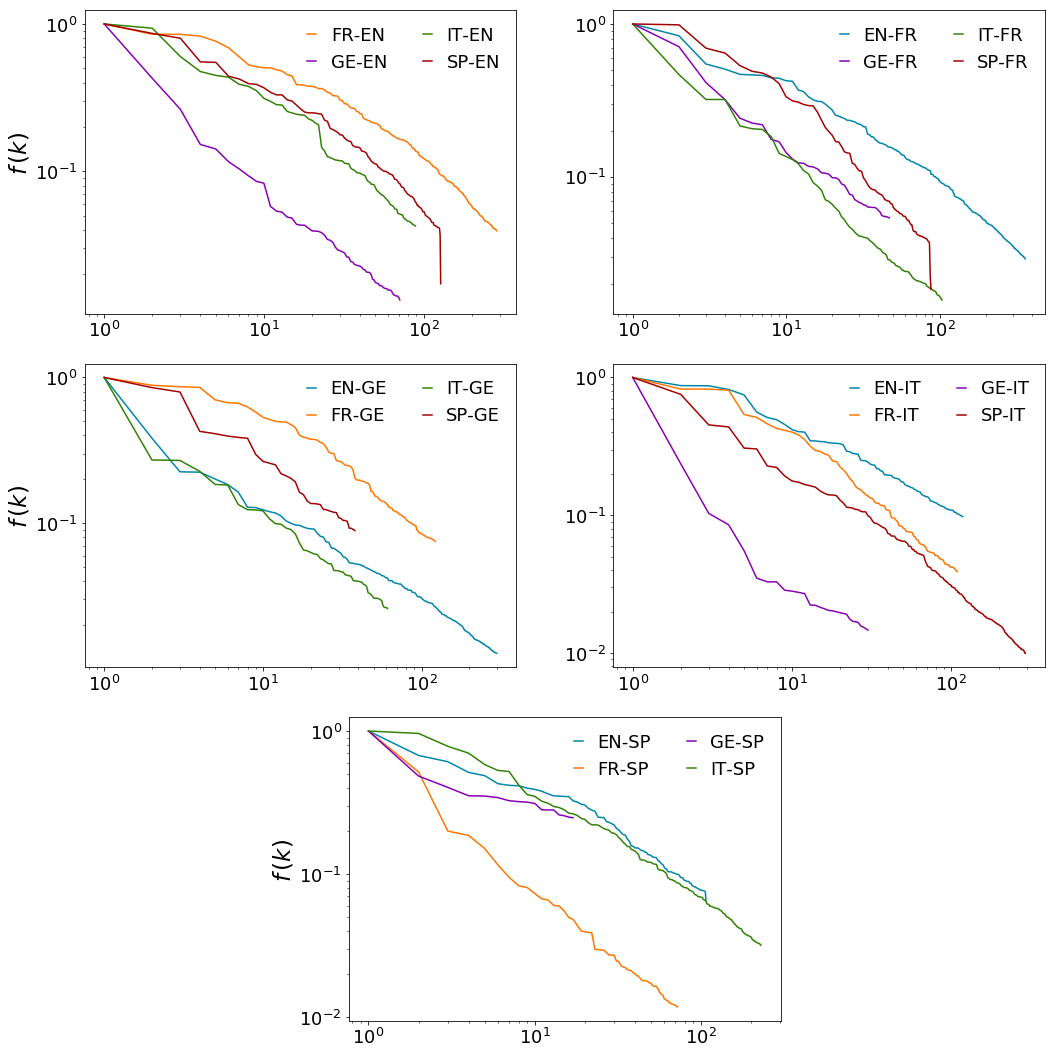 FR-EN IT-EN
GE-EN SP-EN
f(k)
10⁰
10⁻¹
10⁰ 10¹ 10²
EN-FR IT-FR
GE-FR SP-FR
10⁰
10⁻¹
10⁰ 10¹ 10²
EN-GE IT-GE
FR-GE SP-GE
f(k)
10⁰
10⁻¹
10⁰ 10¹ 10²
EN-IT GE-IT
FR-IT SP-IT
10⁰
10⁻¹
10⁻²
10⁰ 10¹ 10²
EN-SP GE-SP
FR-SP IT-SP
f(k)
10⁰
10⁻¹
10⁻²
10⁰ 10¹ 10²